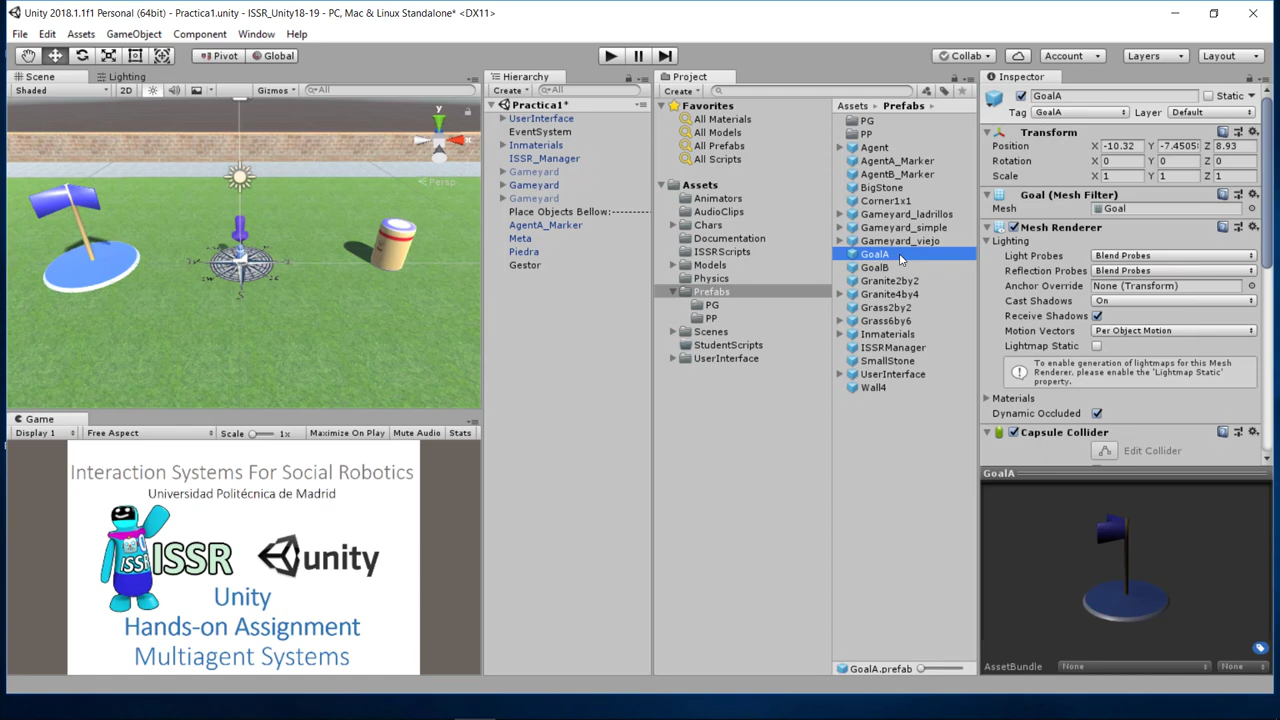 Unity 2018.1.1f1 Personal (64bit) - Practica1.unity - ISSR_Unity18-19 - PC, Mac & Linux Standalone* <DX11>
File Edit Assets GameObject Component Window Help
Pivot Global Collab Account Layers Layout
Scene Lighting
Shaded 2D Gizmos All
y
Persp
Hierarchy
Create All
Practica1*
UserInterface
EventSystem
Inmaterials
ISSR_Manager
Gameyard
Gameyard
Gameyard
Place Objects Bellow:----------
AgentA_Marker
Meta
Piedra
Gestor
Project
Create
Favorites
All Materials
All Models
All Prefabs
All Scripts
Assets
Animators
AudioClips
Chars
Documentation
ISSRScripts
Models
Physics
Prefabs
PG
PP
Scenes
StudentScripts
UserInterface
Assets Prefabs
PG
PP
Agent
AgentA_Marker
AgentB_Marker
BigStone
Corner1x1
Gameyard_ladrillos
Gameyard_simple
Gameyard_viejo
GoalA
GoalB
Granite2by2
Granite4by4
Grass2by2
Grass6by6
Inmaterials
ISSRManager
SmallStone
UserInterface
Wall4
GoalA.prefab
Inspector
GoalA Static
Tag GoalA Layer Default
Transform
Position X -10.32 Y -7.4505 Z 8.93
Rotation X 0 Y 0 Z 0
Scale X 1 Y 1 Z 1
Goal (Mesh Filter)
Mesh Goal
Mesh Renderer
Lighting
Light Probes Blend Probes
Reflection Probes Blend Probes
Anchor Override None (Transform)
Cast Shadows On
Receive Shadows
Motion Vectors Per Object Motion
Lightmap Static
To enable generation of lightmaps for this Mesh
Renderer, please enable the 'Lightmap Static'
property.
Materials
Dynamic Occluded
Capsule Collider
Edit Collider
GoalA
AssetBundle None None
Game
Display 1 Free Aspect Scale 1x Maximize On Play Mute Audio Stats
Interaction Systems For Social Robotics
Universidad Politécnica de Madrid
ISSR
ISSR unity
Unity
Hands-on Assignment
Multiagent Systems